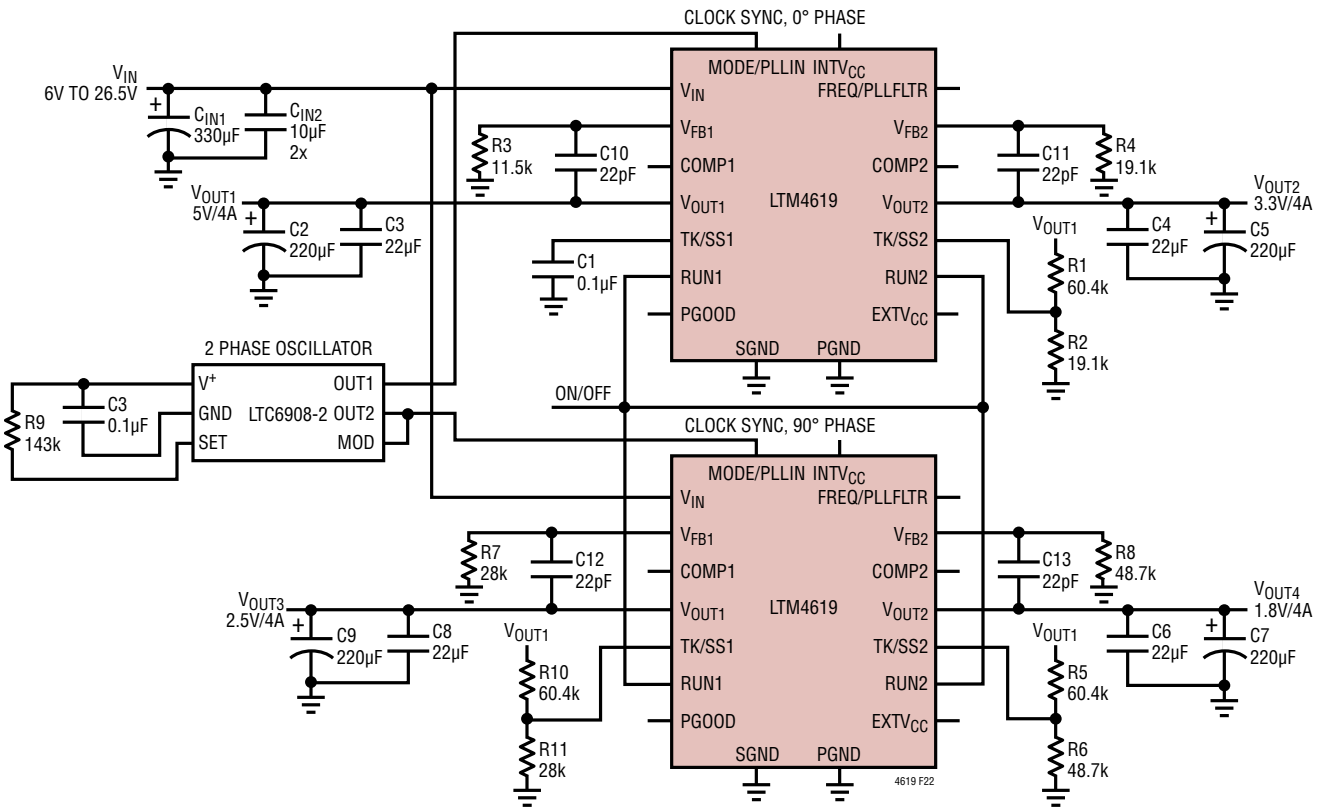 CLOCK SYNC, 0° PHASE
VIN
6V TO 26.5V
+
CIN1
330µF
CIN2
10µF
2x
MODE/PLLIN INTVCC
VIN
FREQ/PLLFLTR
VFB1
VFB2
COMP1
COMP2
LTM4619
VOUT1
VOUT2
TK/SS1
TK/SS2
RUN1
RUN2
PGOOD
EXTVCC
SGND
PGND
R3
11.5k
C10
22pF
VOUT1
5V/4A
+
C2
220µF
C3
22µF
C1
0.1µF
C11
22pF
R4
19.1k
VOUT2
3.3V/4A
VOUT1
R1
60.4k
R2
19.1k
C4
22µF
+
C5
220µF
2 PHASE OSCILLATOR
V+
OUT1
GND
LTC6908-2
OUT2
SET
MOD
R9
143k
C3
0.1µF
ON/OFF
CLOCK SYNC, 90° PHASE
MODE/PLLIN INTVCC
VIN
FREQ/PLLFLTR
VFB1
VFB2
COMP1
COMP2
LTM4619
VOUT1
VOUT2
TK/SS1
TK/SS2
RUN1
RUN2
PGOOD
EXTVCC
SGND
PGND
R7
28k
C12
22pF
VOUT3
2.5V/4A
+
C9
220µF
C8
22µF
VOUT1
R10
60.4k
R11
28k
C13
22pF
R8
48.7k
VOUT4
1.8V/4A
VOUT1
R5
60.4k
R6
48.7k
C6
22µF
+
C7
220µF
4619 F22